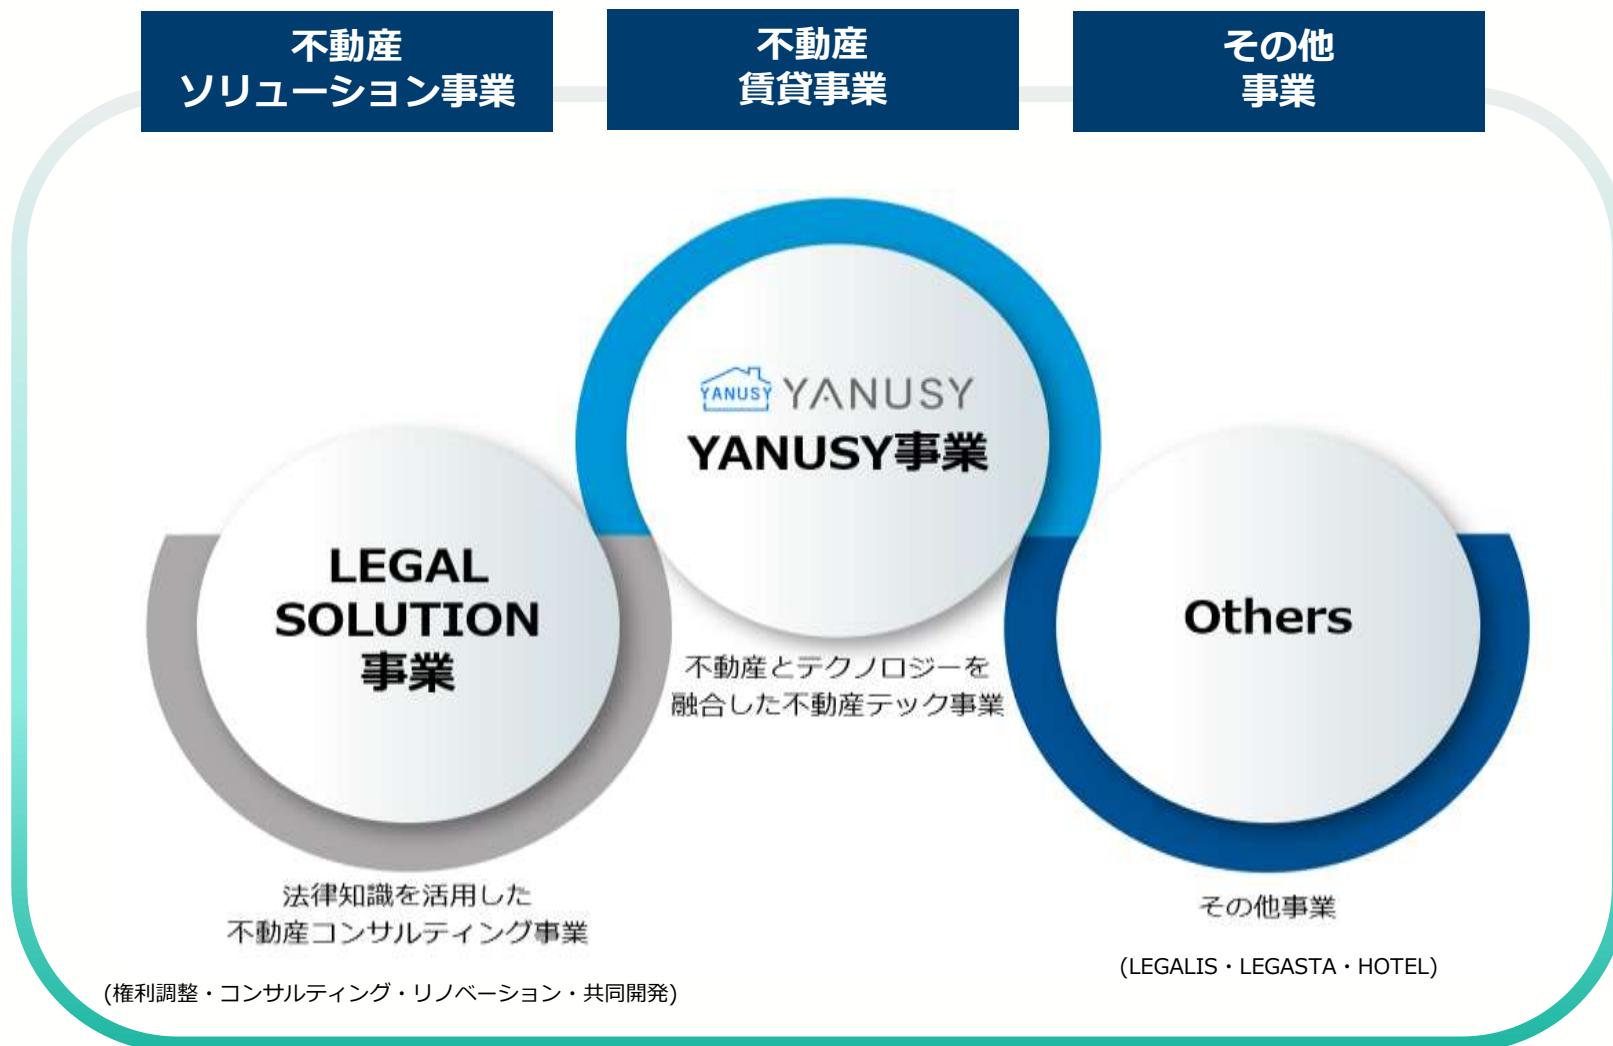 不動産
ソリューション事業
不動産
賃貸事業
その他
事業
YANUSY YANUSY
YANUSY事業
不動産とテクノロジーを
融合した不動産テック事業
LEGAL
SOLUTION
事業
法律知識を活用した
不動産コンサルティング事業
(権利調整・コンサルティング・リノベーション・共同開発)
Others
その他事業
(LEGALIS・LEGASTA・HOTEL)